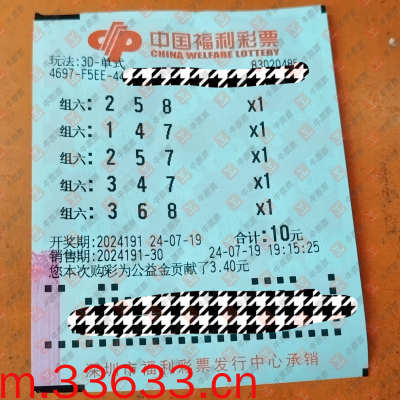 中国福利彩票
CHINA WELFARE LOTTERY
玩法:3D-单式 83020485
4697-F5EE-44
组六: 2 5 8 x1
组六: 1 4 7 x1
组六: 2 5 7 x1
组六: 3 4 7 x1
组六: 3 6 8 x1
开奖期:2024191 24-07-19 合计:10元
销售期:2024191-30 24-07-19 19:15:25
您本次购彩为公益金贡献了3.40元
深圳市福利彩票发行中心承销
m.33633.cn